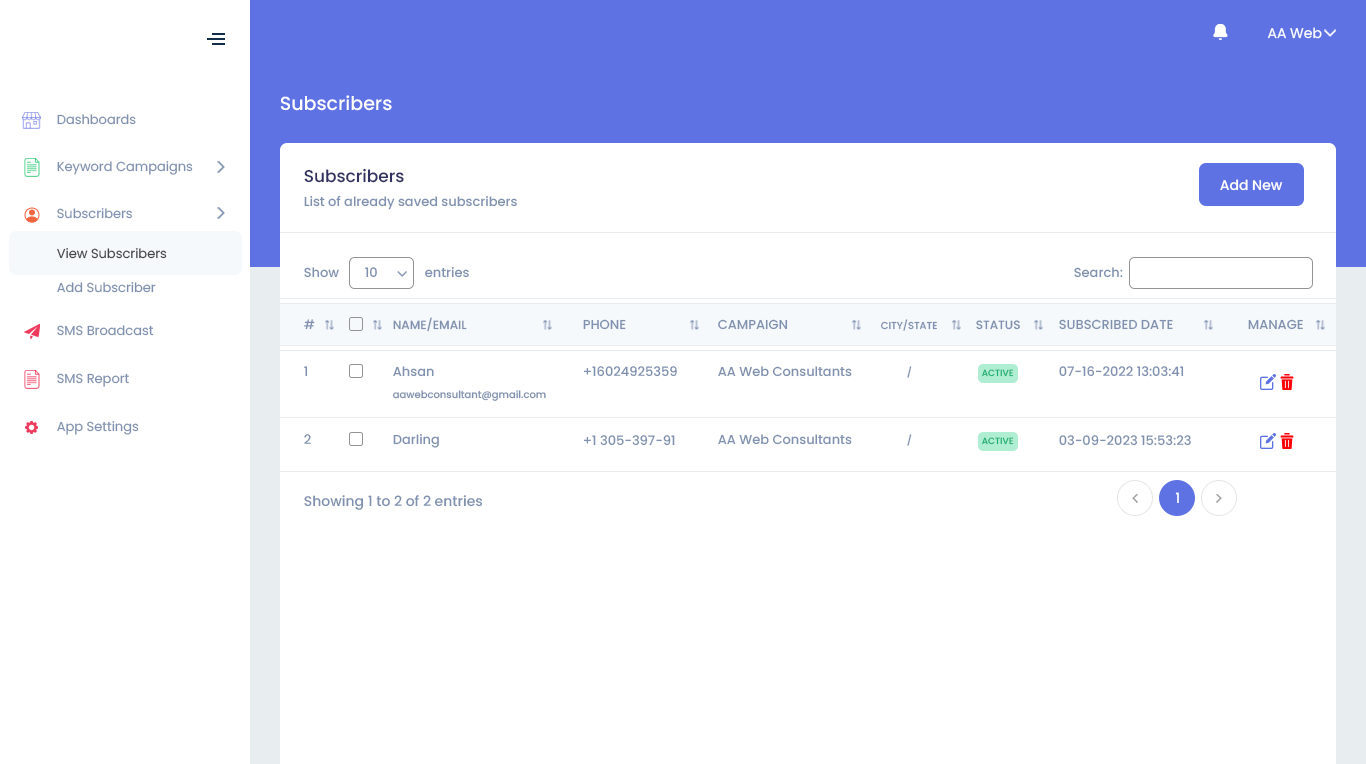 AA Web
Dashboards
Keyword Campaigns
Subscribers
View Subscribers
Add Subscriber
SMS Broadcast
SMS Report
App Settings
Subscribers
Subscribers
List of already saved subscribers
Add New
Show 10 entries
Search:
# NAME/EMAIL PHONE CAMPAIGN CITY/STATE STATUS SUBSCRIBED DATE MANAGE
1 Ahsan +16024925359 AA Web Consultants / ACTIVE 07-16-2022 13:03:41
aawebconsultant@gmail.com
2 Darling +1 305-397-91 AA Web Consultants / ACTIVE 03-09-2023 15:53:23
Showing 1 to 2 of 2 entries
1